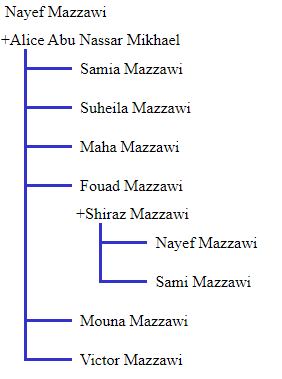 Nayef Mazzawi
+Alice Abu Nassar Mikhael
Samia Mazzawi
Suheila Mazzawi
Maha Mazzawi
Fouad Mazzawi
+Shiraz Mazzawi
Nayef Mazzawi
Sami Mazzawi
Mouna Mazzawi
Victor Mazzawi